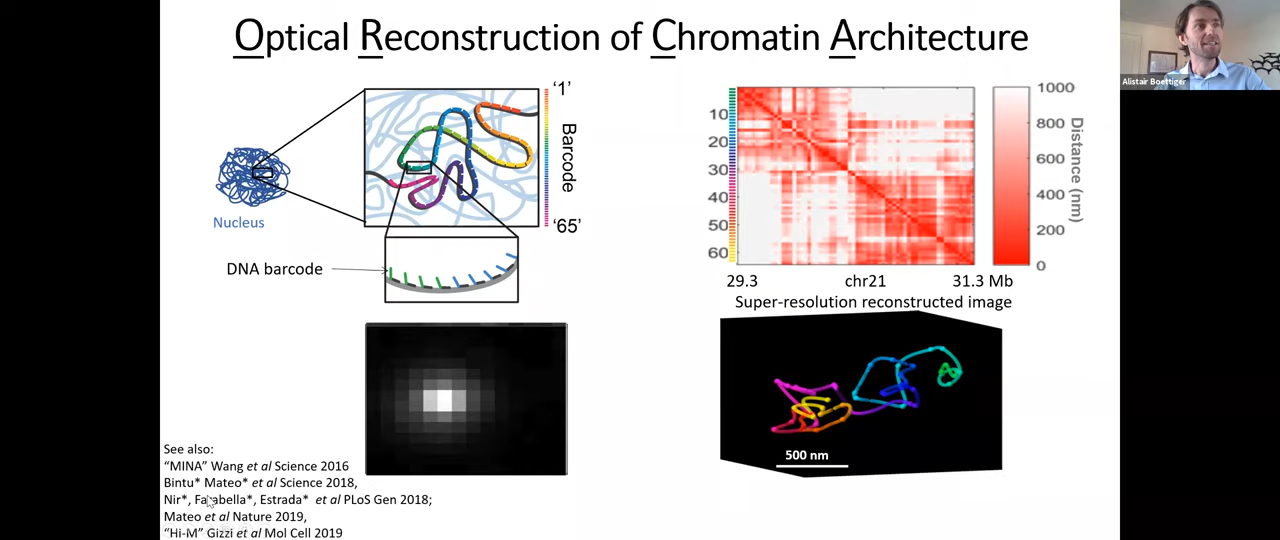 Optical Reconstruction of Chromatin Architecture
Alistair Boettiger
'1'
Barcode
'65'
Nucleus
DNA barcode
10
20
30
40
50
60
29.3 chr21 31.3 Mb
1000
800
600
400
200
0
Distance (nm)
Super-resolution reconstructed image
500 nm
See also:
"MINA" Wang et al Science 2016
Bintu* Mateo* et al Science 2018,
Nir*, Estrada* et al PLoS Gen 2018;
Mateo et al Nature 2019,
"Hi-M" Gizzi et al Mol Cell 2019